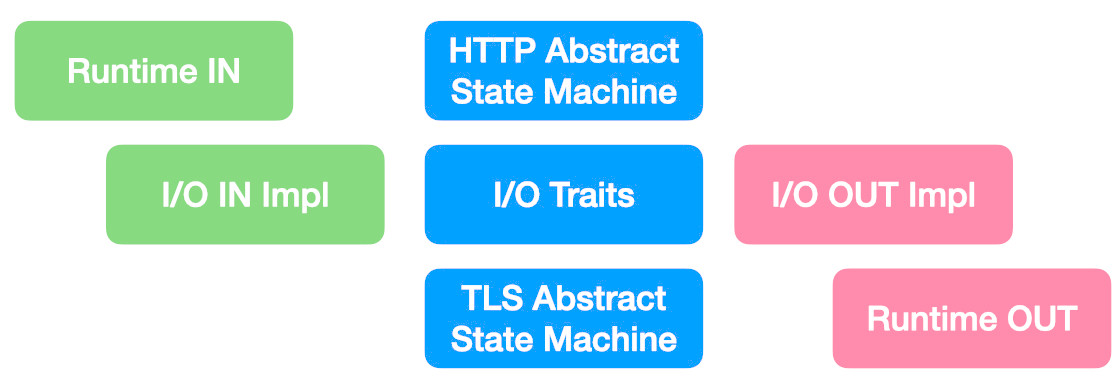 Runtime IN
HTTP Abstract
State Machine
I/O IN Impl
I/O Traits
I/O OUT Impl
TLS Abstract
State Machine
Runtime OUT